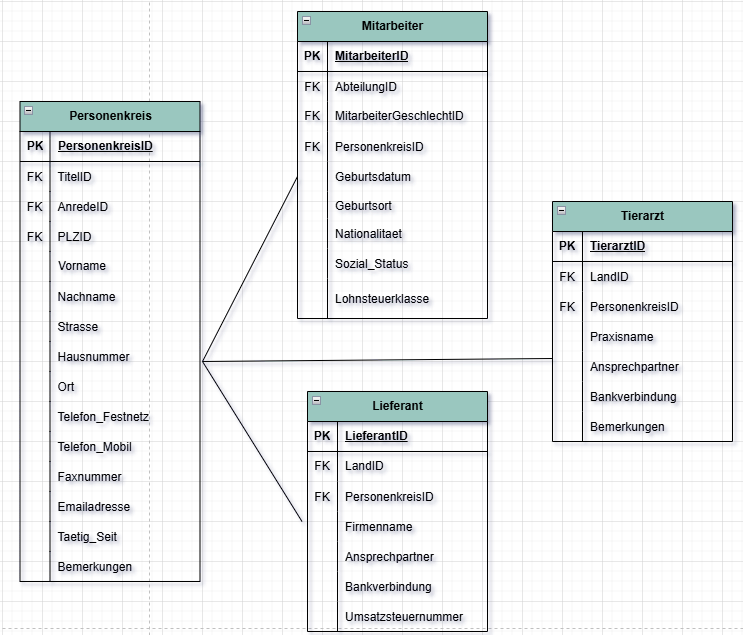 Personenkreis
PK PersonenkreisID
FK TitelID
FK AnredeID
FK PLZID
Vorname
Nachname
Strasse
Hausnummer
Ort
Telefon_Festnetz
Telefon_Mobil
Faxnummer
Emailadresse
Taetig_Seit
Bemerkungen
Mitarbeiter
PK MitarbeiterID
FK AbteilungID
FK MitarbeiterGeschlechtID
FK PersonenkreisID
Geburtsdatum
Geburtsort
Nationalitaet
Sozial_Status
Lohnsteuerklasse
Lieferant
PK LieferantID
FK LandID
FK PersonenkreisID
Firmenname
Ansprechpartner
Bankverbindung
Umsatzsteuernummer
Tierarzt
PK TierarztID
FK LandID
FK PersonenkreisID
Praxisname
Ansprechpartner
Bankverbindung
Bemerkungen